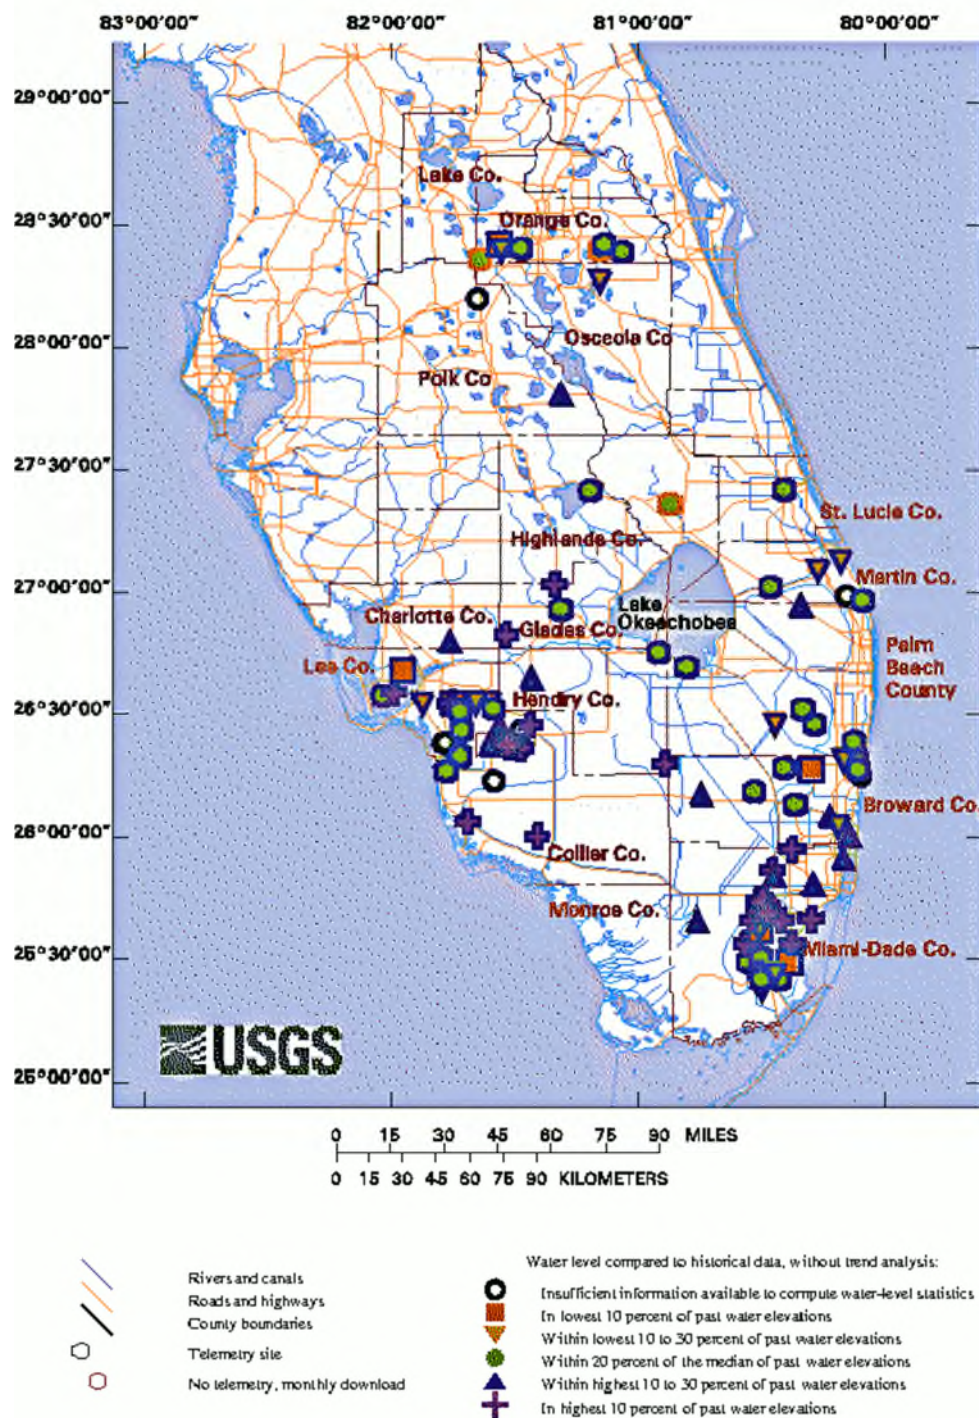 83°00'00" 82°00'00" 81°00'00" 80°00'00"
29°00'00"
Lake Co.
28°30'00"
Orange Co.
28°00'00"
Osceola Co
Polk Co
27°30'00"
St. Lucie Co.
Highlands Co.
27°00'00"
Martin Co.
Charlotte Co.
Lake
Okeechobee
Glades Co.
Palm
Beach
County
Lee Co.
26°30'00"
Hendry Co.
26°00'00"
Broward Co.
Collier Co.
Monroe Co.
25°30'00"
Miami-Dade Co.
USGS
25°00'00"
0 15 30 45 60 75 90 MILES
0 15 30 45 60 75 90 KILOMETERS
Water level compared to historical data, without trend analysis:
Rivers and canals
Roads and highways
County boundaries
Telemetry site
No telemetry, monthly download
Insufficient information available to compute water-level statistics
In lowest 10 percent of past water elevations
Within lowest 10 to 30 percent of past water elevations
Within 20 percent of the median of past water elevations
Within highest 10 to 30 percent of past water elevations
In highest 10 percent of past water elevations